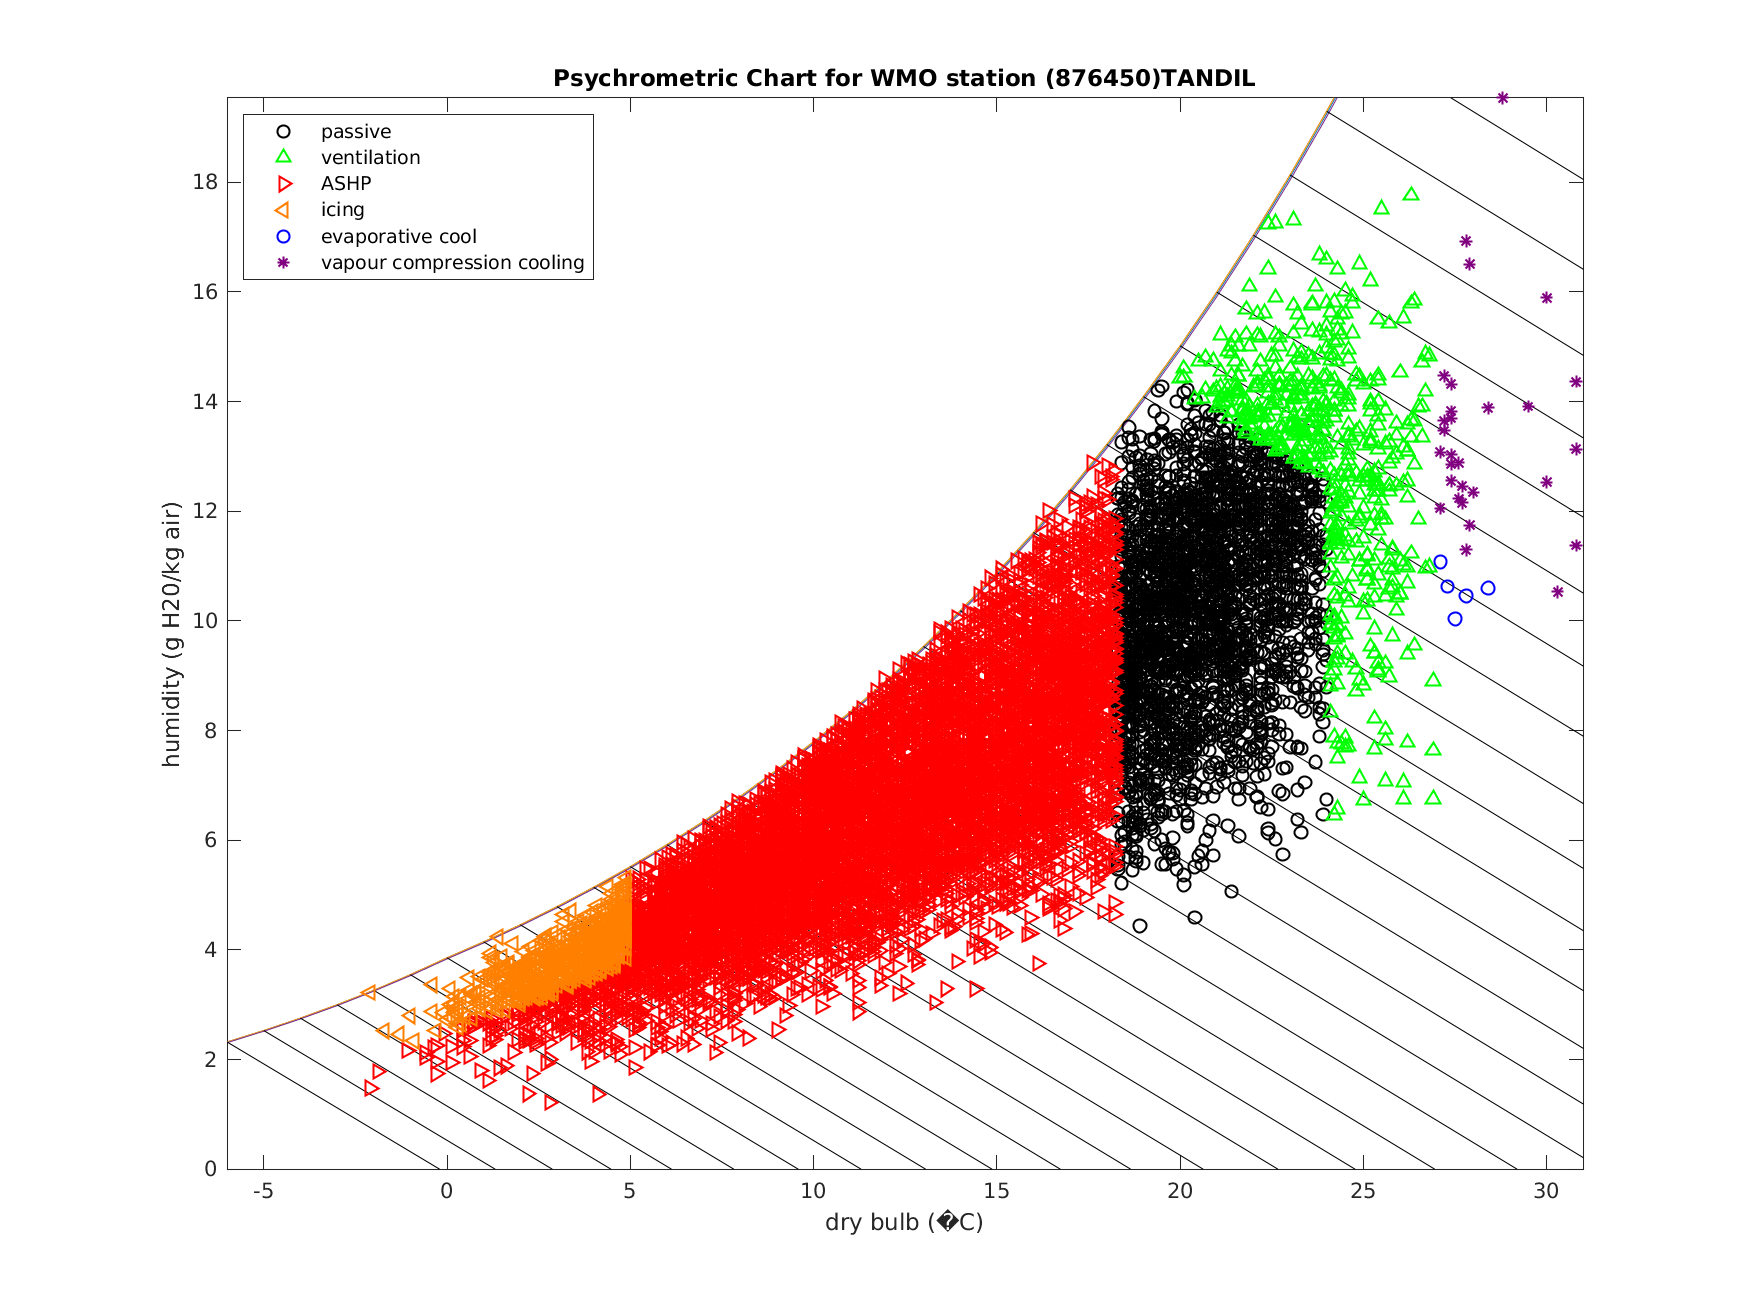 Psychrometric Chart for WMO station (876450)TANDIL
passive
ventilation
ASHP
icing
evaporative cool
vapour compression cooling
humidity (g H20/kg air)
18
16
14
12
10
8
6
4
2
0
-5 0 5 10 15 20 25 30
dry bulb (�C)